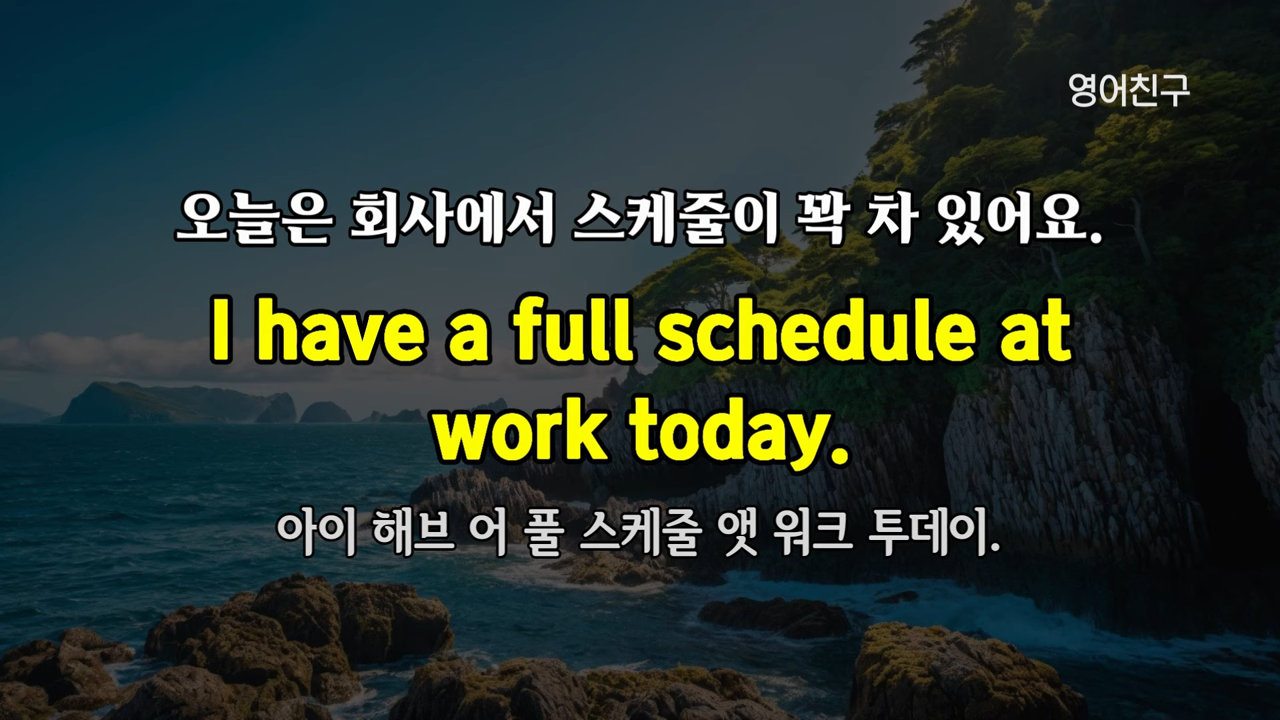 영어친구
오늘은 회사에서 스케줄이 꽉 차 있어요.
I have a full schedule at
work today.
아이 해브 어 풀 스케줄 앳 워크 투데이.